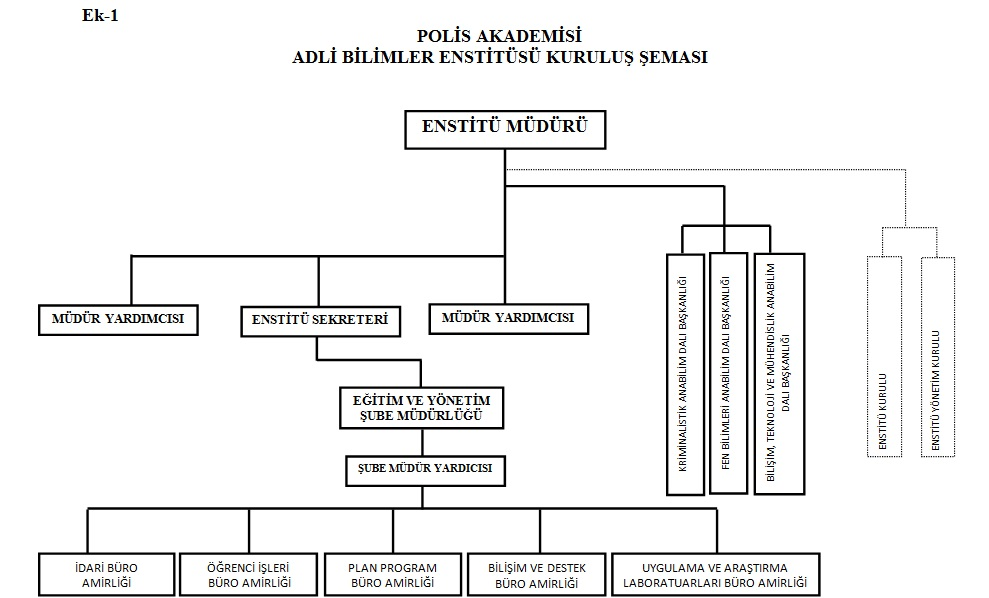 Ek-1
POLİS AKADEMİSİ
ADLİ BİLİMLER ENSTİTÜSÜ KURULUŞ ŞEMASI
ENSTİTÜ MÜDÜRÜ
MÜDÜR YARDIMCISI
ENSTİTÜ SEKRETERİ
MÜDÜR YARDIMCISI
KRİMİNALİSTİK ANABİLİM DALI BAŞKANLIĞI
FEN BİLİMLERİ ANABİLİM DALI BAŞKANLIĞI
BİLİŞİM, TEKNOLOJİ VE MÜHENDİSLİK ANABİLİM
DALI BAŞKANLIĞI
ENSTİTÜ KURULU
ENSTİTÜ YÖNETİM KURULU
EĞİTİM VE YÖNETİM
ŞUBE MÜDÜRLÜĞÜ
ŞUBE MÜDÜR YARDICISI
İDARİ BÜRO
AMİRLİĞİ
ÖĞRENCİ İŞLERİ
BÜRO AMİRLİĞİ
PLAN PROGRAM
BÜRO AMİRLİĞİ
BİLİŞİM VE DESTEK
BÜRO AMİRLİĞİ
UYGULAMA VE ARAŞTIRMA
LABORATUARLARI BÜRO AMİRLİĞİ